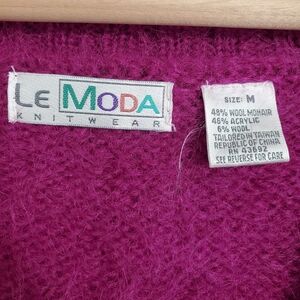 LE MODA
KNITWEAR
SIZE: M
48% WOOL MOHAIR
46% ACRYLIC
6% WOOL
TAILORED IN TAIWAN
REPUBLIC OF CHINA
RN 43692
SEE REVERSE FOR CARE